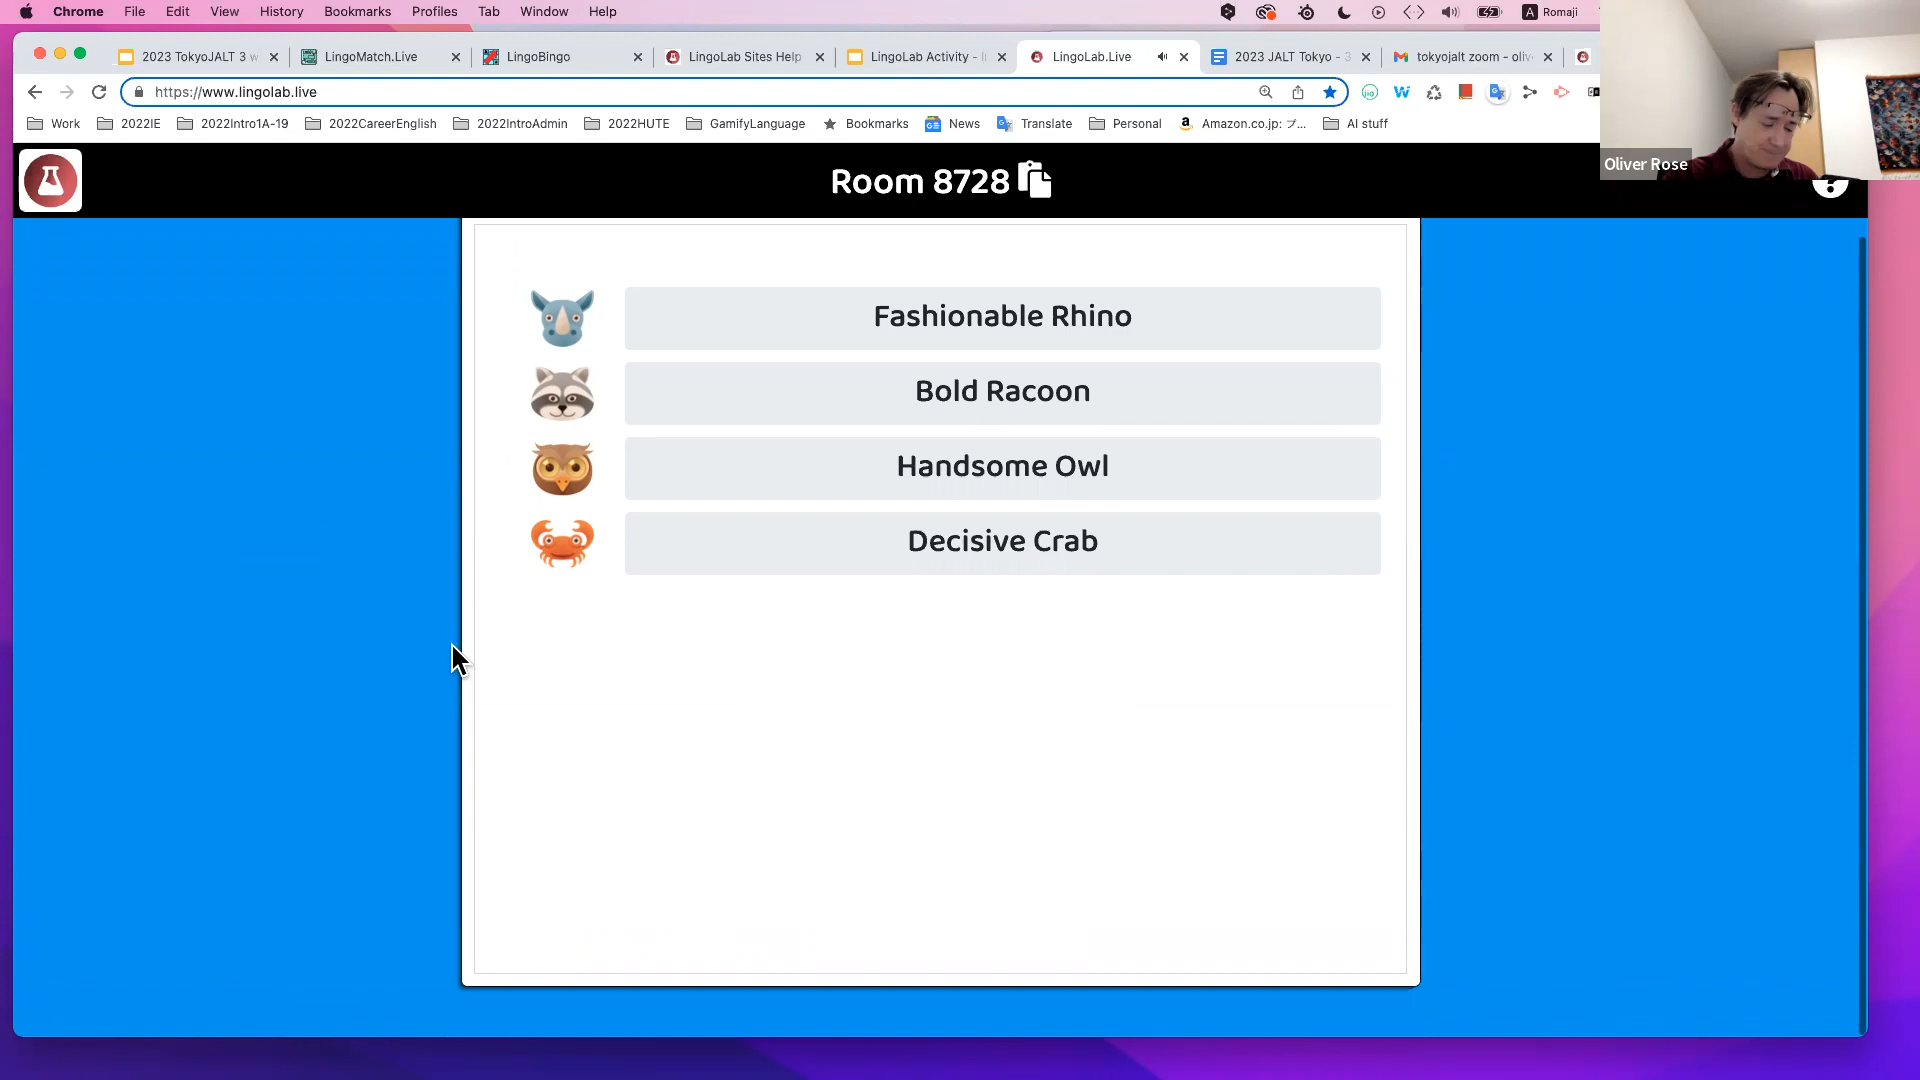 Chrome File Edit View History Bookmarks Profiles Tab Window Help A Romaji
2023 TokyoJALT 3 w LingoMatch.Live LingoBingo LingoLab Sites Help LingoLab Activity - LingoLab.Live 2023 JALT Tokyo - 3 tokyojalt zoom - oliv
https://www.lingolab.live
Work 2022IE 2022Intro1A-19 2022CareerEnglish 2022IntroAdmin 2022HUTE GamifyLanguage Bookmarks News Translate Personal Amazon.co.jp: プ... AI stuff
Oliver Rose
Room 8728
Fashionable Rhino
Bold Racoon
Handsome Owl
Decisive Crab